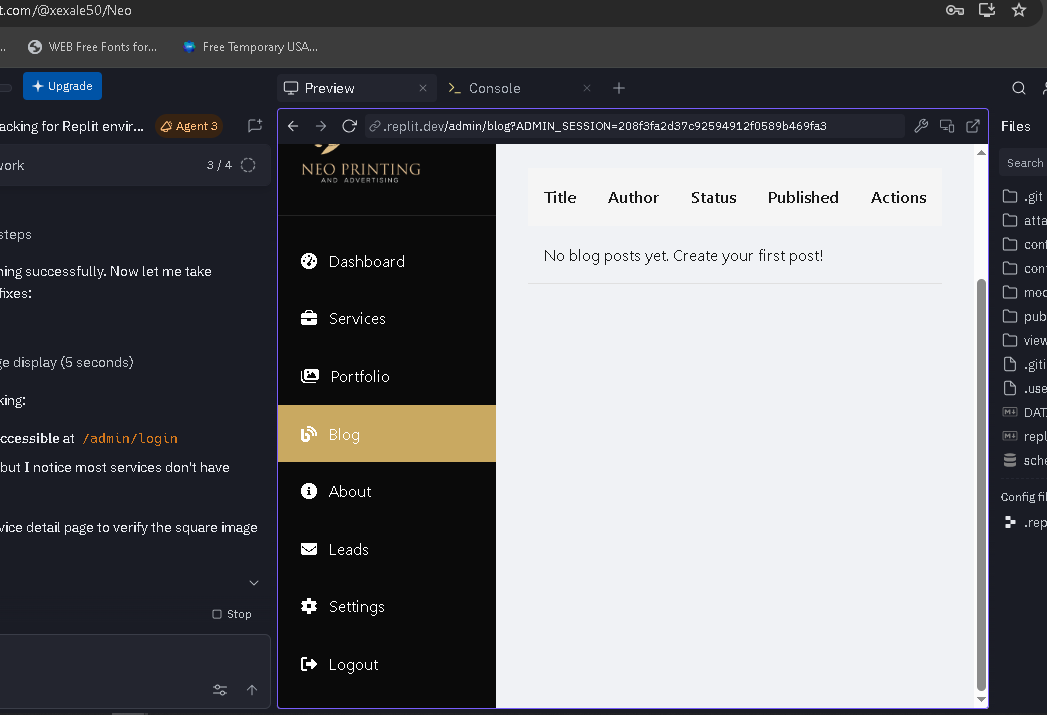 t.com/@xexale50/Neo
... WEB Free Fonts for... Free Temporary USA...
Upgrade
Preview
Console
acking for Replit envir... Agent 3
.replit.dev/admin/blog?ADMIN_SESSION=208f3fa2d37c92594912f0589b469fa3
Files
work 3 / 4
Search
steps
ning successfully. Now let me take
fixes:
ge display (5 seconds)
king:
ccessible at /admin/login
but I notice most services don't have
vice detail page to verify the square image
Stop
NEO PRINTING
AND ADVERTISING
Dashboard
Services
Portfolio
Blog
About
Leads
Settings
Logout
Title Author Status Published Actions
No blog posts yet. Create your first post!
.git
atta
con
con
mod
pub
view
.giti
.use
DAT
repl
sche
Config fil
.rep